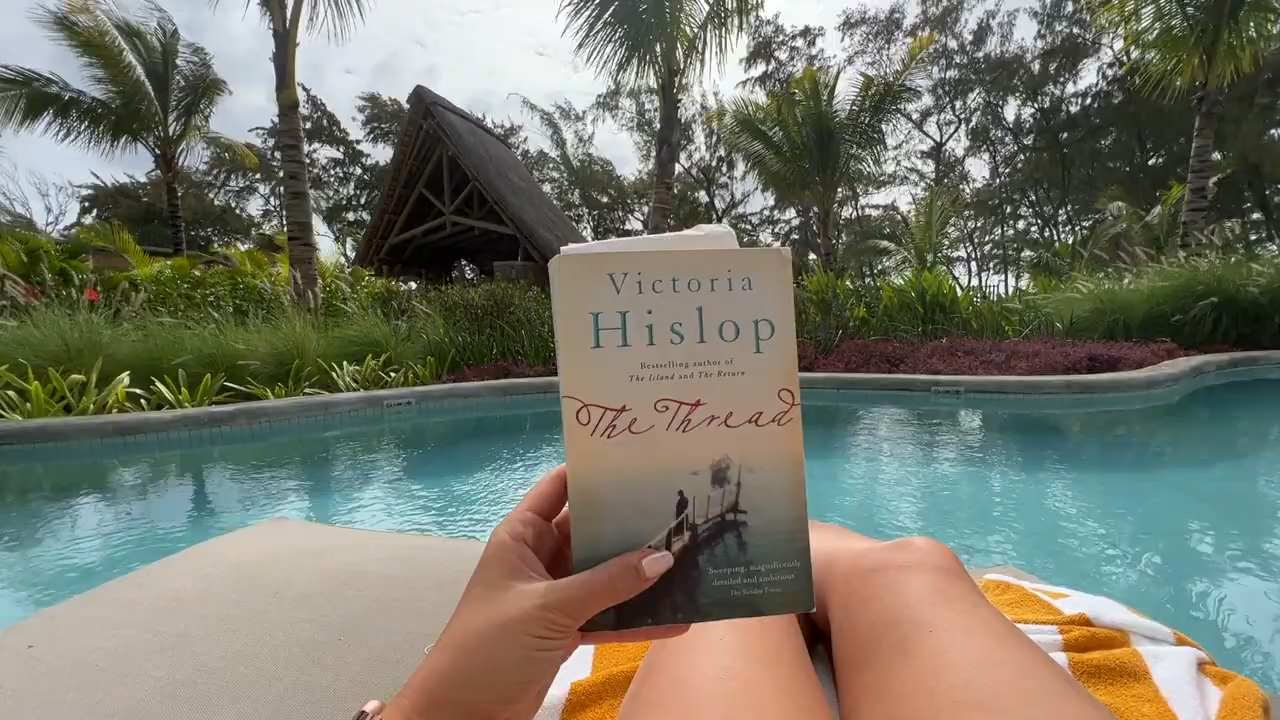 Victoria
Hislop
Bestselling author of
The Island and The Return
The Thread
'Sweeping, magnificently
detailed and ambitious'
The Sunday Times